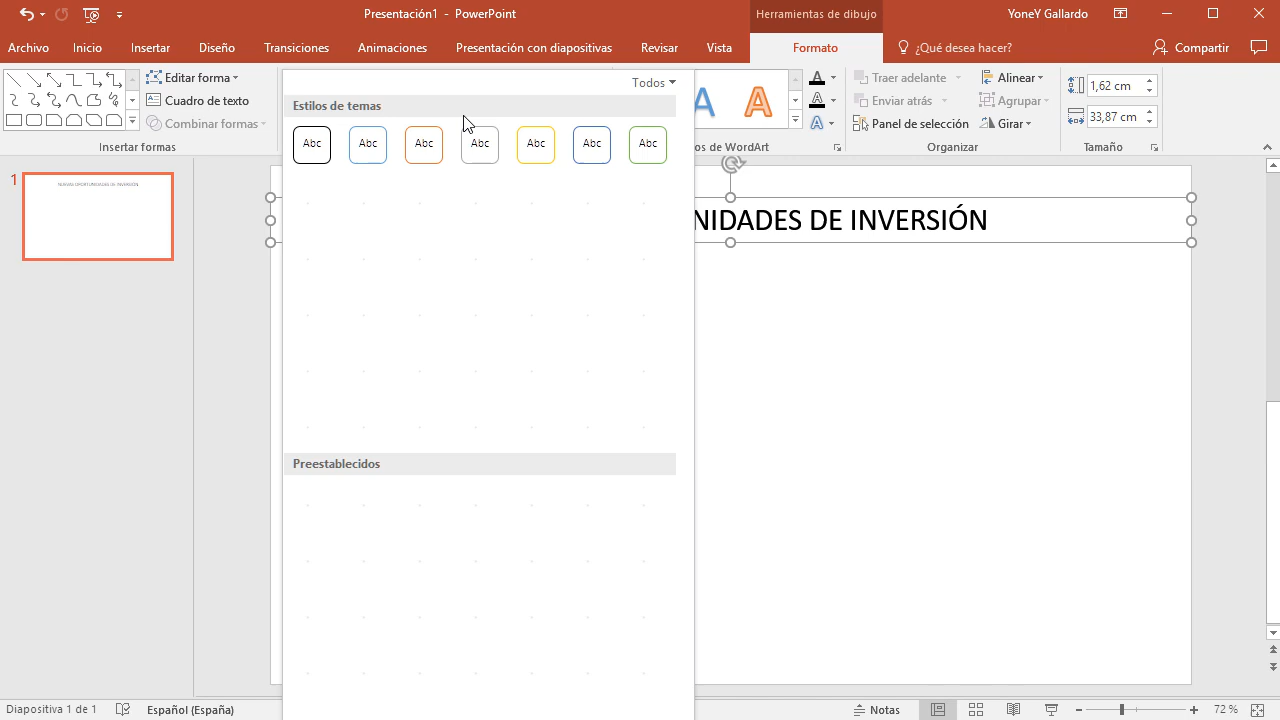 Presentación1 - PowerPoint
Herramientas de dibujo
YoneY Gallardo
Archivo Inicio Insertar Diseño Transiciones Animaciones Presentación con diapositivas Revisar Vista Formato ¿Qué desea hacer? Compartir
Editar forma
Cuadro de texto
Combinar formas
Insertar formas
Todos
Estilos de temas
Abc Abc Abc Abc Abc Abc Abc
Preestablecidos
A A
os de WordArt
A
A
A
Traer adelante
Enviar atrás
Panel de selección
Alinear
Agrupar
Girar
Organizar
1,62 cm
33,87 cm
Tamaño
1
NUEVAS OPORTUNIDADES DE INVERSIÓN
NIDADES DE INVERSIÓN
Diapositiva 1 de 1 Español (España) Notas 72 %